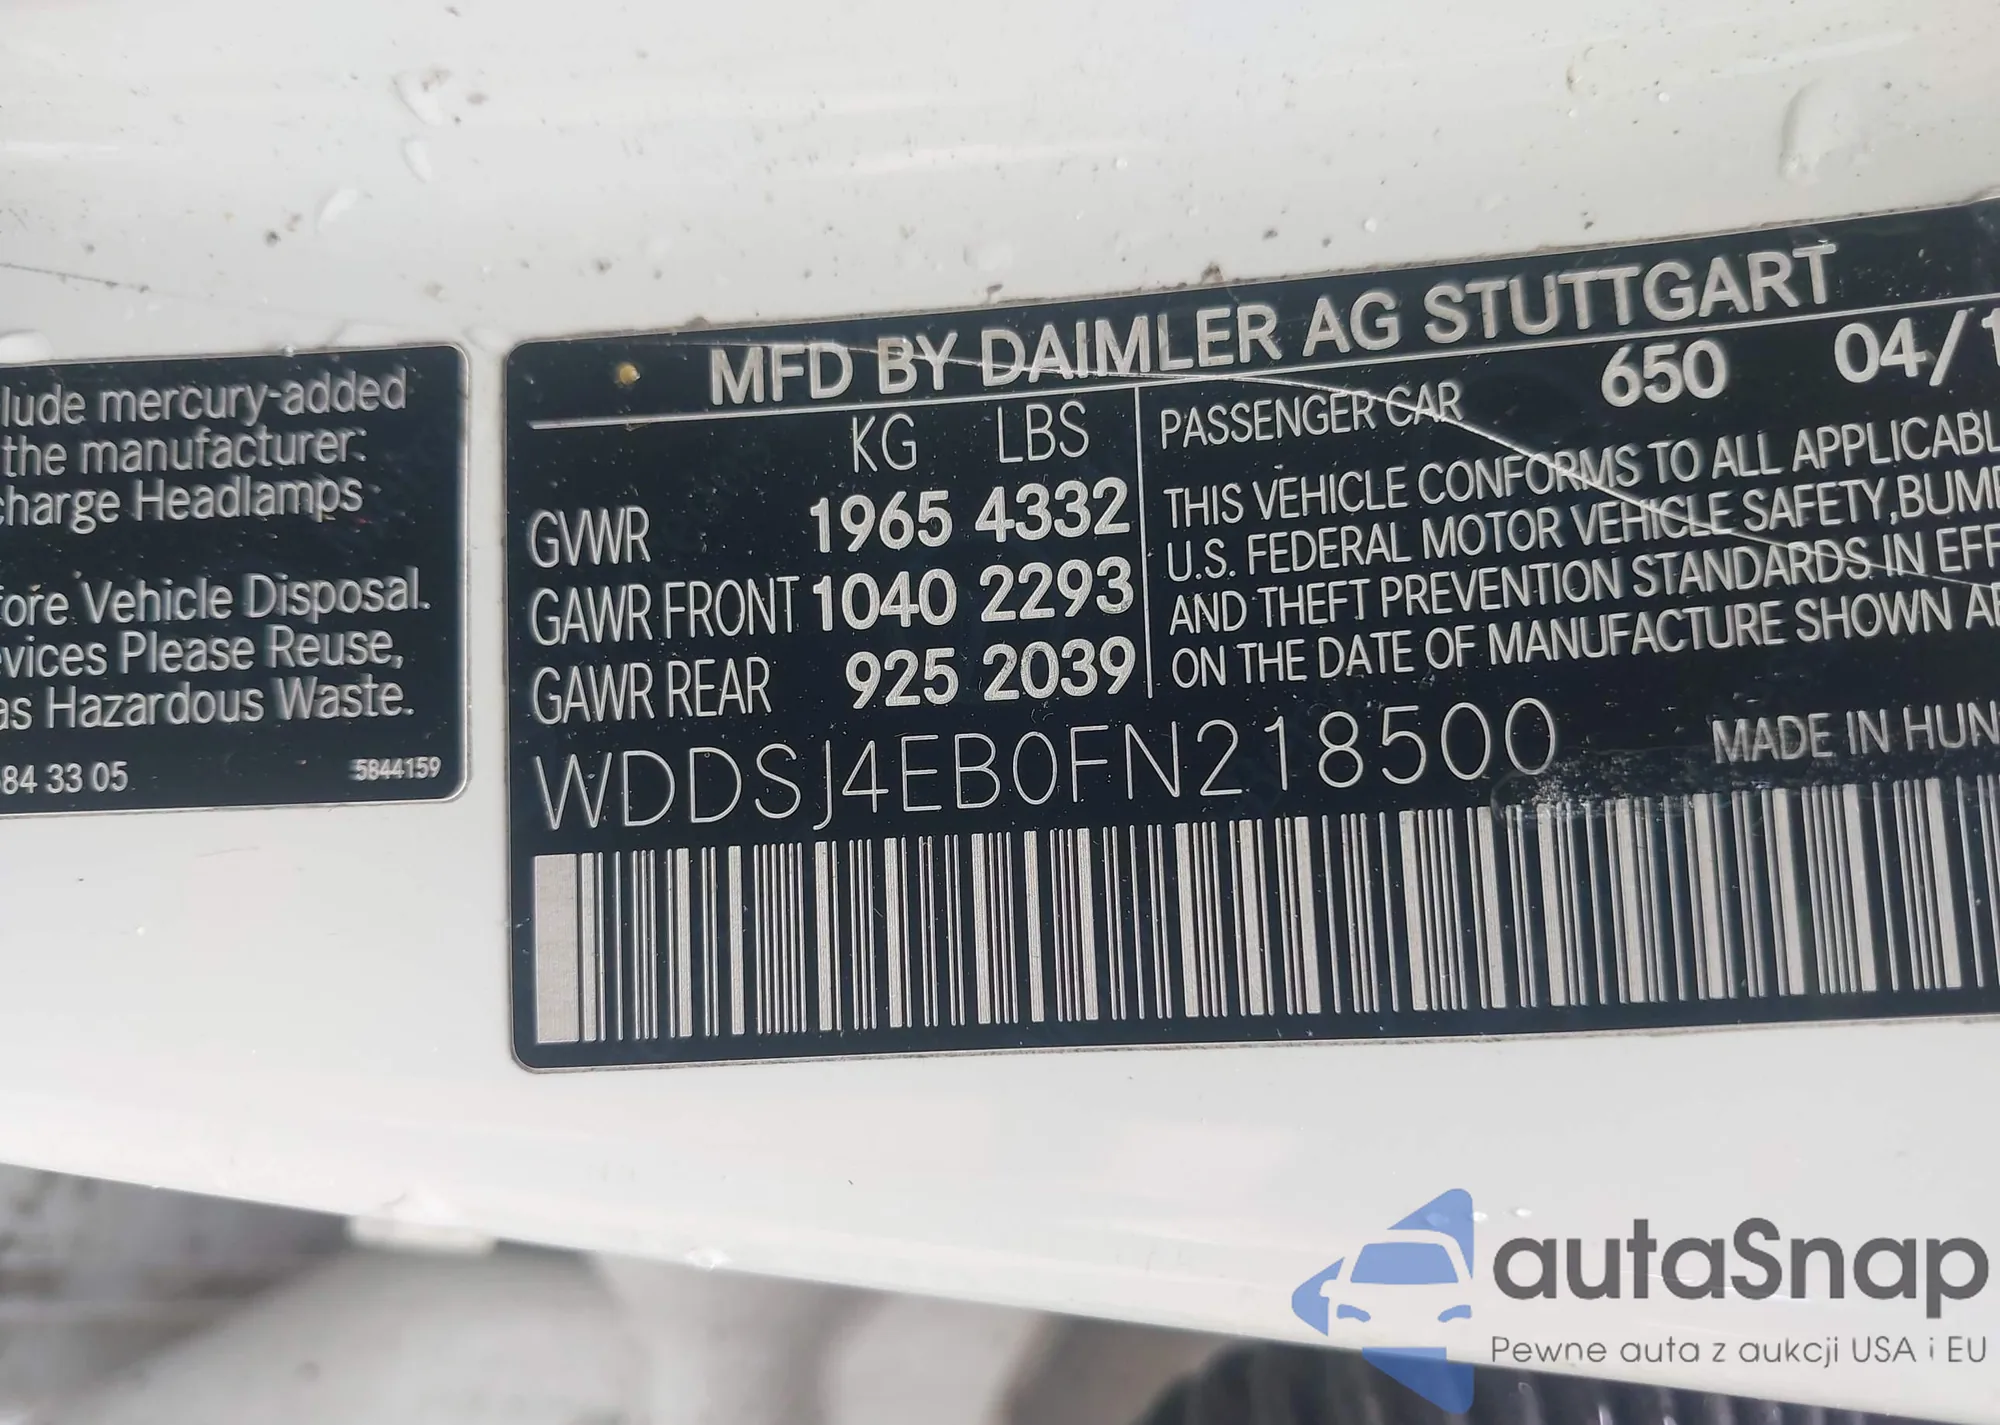 lude mercury-added
the manufacturer:
charge Headlamps
fore Vehicle Disposal.
evices Please Reuse,
as Hazardous Waste.
84 33 05 5844159
MFD BY DAIMLER AG STUTTGART
KG LBS
GVWR 1965 4332
GAWR FRONT 1040 2293
GAWR REAR 925 2039
PASSENGER CAR 650 04/1
THIS VEHICLE CONFORMS TO ALL APPLICABL
U.S. FEDERAL MOTOR VEHICLE SAFETY,BUMP
AND THEFT PREVENTION STANDARDS IN EFF
ON THE DATE OF MANUFACTURE SHOWN AB
WDDSJ4EB0FN218500 MADE IN HUN
autaSnap
Pewne auta z aukcji USA i EU